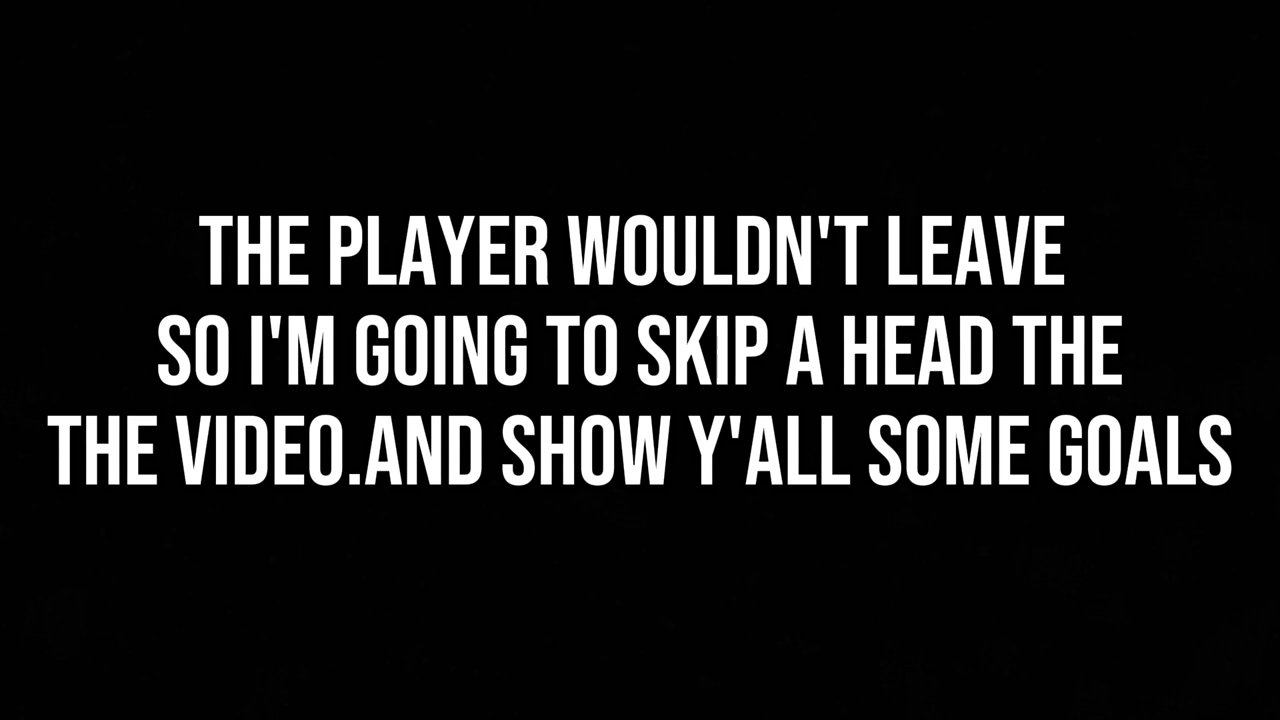 THE PLAYER WOULDN'T LEAVE
SO I'M GOING TO SKIP A HEAD THE
THE VIDEO.AND SHOW Y'ALL SOME GOALS